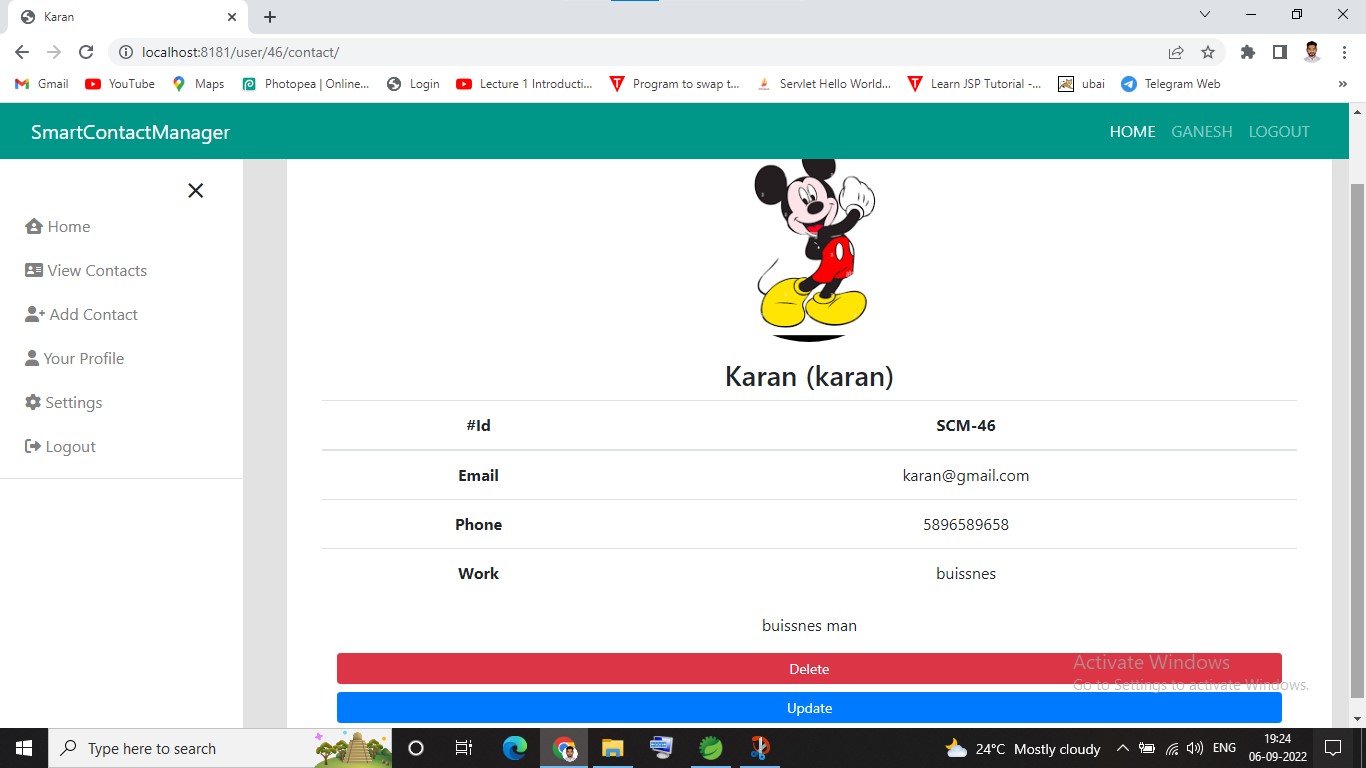 Karan
localhost:8181/user/46/contact/
Gmail YouTube Maps Photopea | Online... Login Lecture 1 Introducti... Program to swap t... Servlet Hello World... Learn JSP Tutorial -... ubai Telegram Web »
SmartContactManager HOME GANESH LOGOUT
Home
View Contacts
Add Contact
Your Profile
Settings
Logout
Karan (karan)
#Id SCM-46
Email karan@gmail.com
Phone 5896589658
Work buissnes
buissnes man
Delete
Update
Activate Windows
Go to Settings to activate Windows.
Type here to search 24°C Mostly cloudy ENG 19:24
06-09-2022